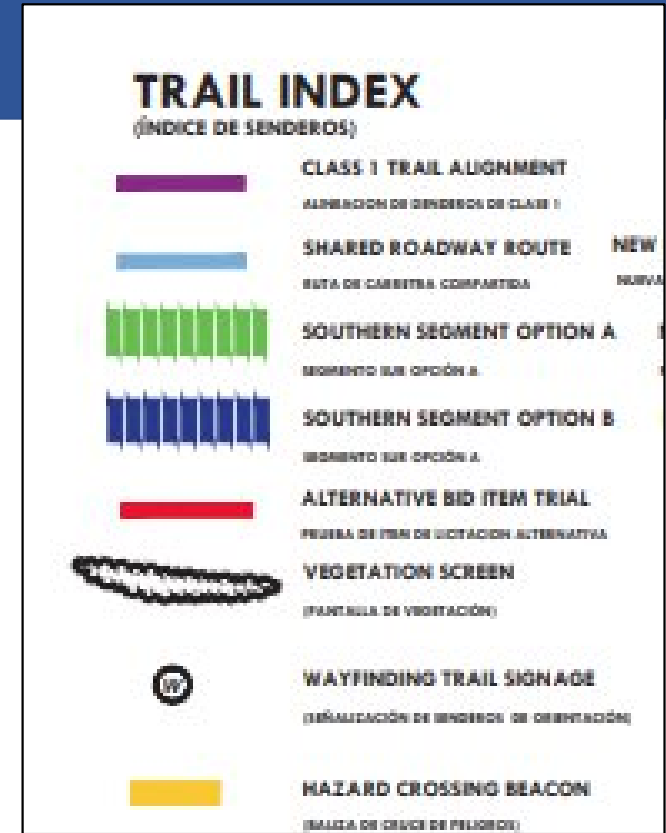 TRAIL INDEX
(ÍNDICE DE SENDEROS)
CLASS 1 TRAIL ALIGNMENT
ALINEACION DE SENDEROS DE CLASE 1
SHARED ROADWAY ROUTE NEW
RUTA DE CARRETRA COMPARTIDA NUEVA
SOUTHERN SEGMENT OPTION A
SEGMENTO SUR OPCIÓN A
SOUTHERN SEGMENT OPTION B
SEGMENTO SUR OPCIÓN A
ALTERNATIVE BID ITEM TRIAL
PRUEBA DE ITEM DE LICITACION ALTERNATIVA
VEGETATION SCREEN
(PANTALLA DE VEGETACIÓN)
W
WAYFINDING TRAIL SIGNAGE
(SEÑALIZACIÓN DE SENDEROS DE ORIENTACIÓN)
HAZARD CROSSING BEACON
(BALIZA DE CRUCE DE PELIGROS)